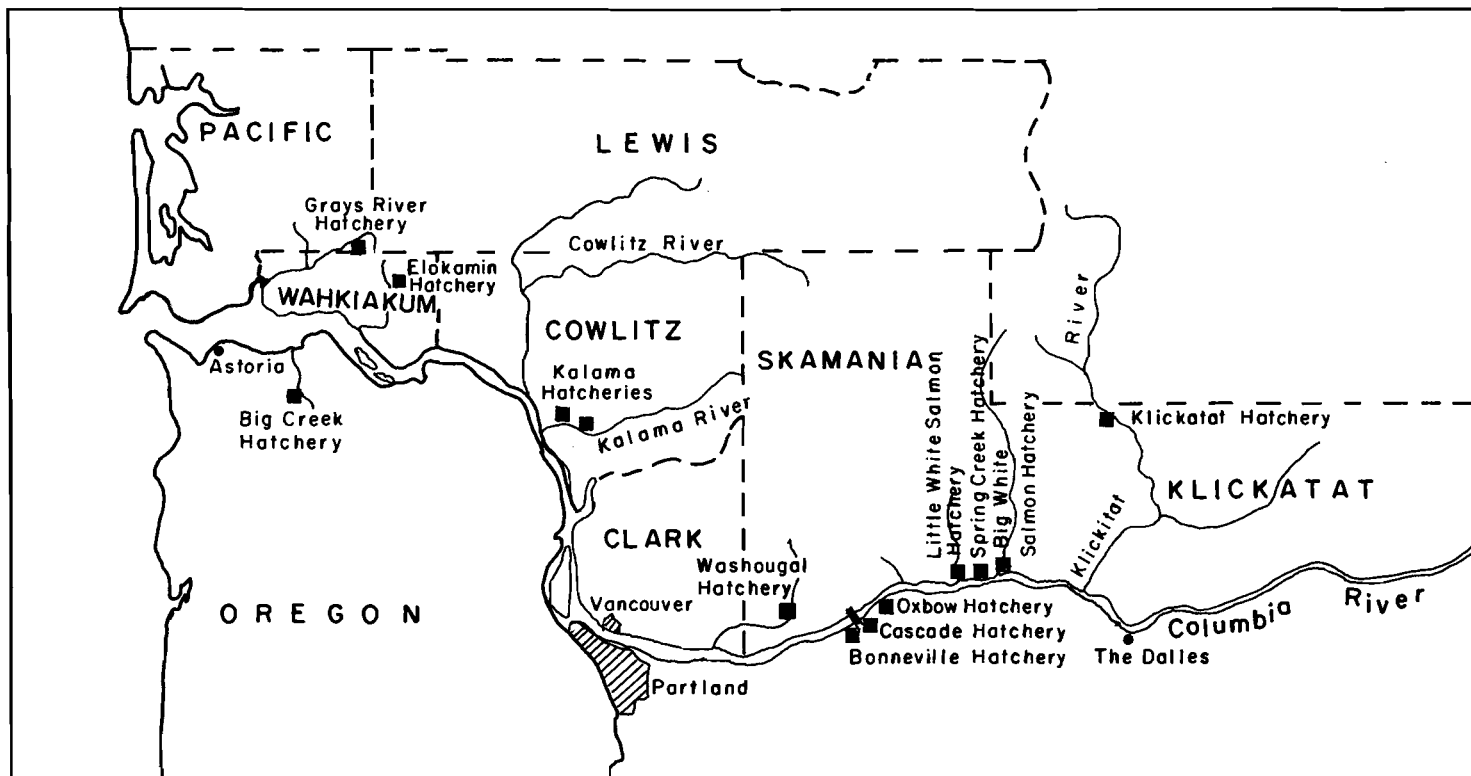 PACIFIC
LEWIS
Grays River
Hatchery
Cowlitz River
Elokamin
Hatchery
WAHKIAKUM
River
COWLITZ
SKAMANIA
Astoria
Kalama
Hatcheries
Big Creek
Hatchery
Kalama River
Little White Salmon
Hatchery
Spring Creek Hatchery
Big White
Salmon Hatchery
Klickatat Hatchery
KLICKATAT
Klickitat
CLARK
Washougal
Hatchery
OREGON
Vancouver
Oxbow Hatchery
Cascade Hatchery
Bonneville Hatchery
The Dalles
Columbia River
Partland